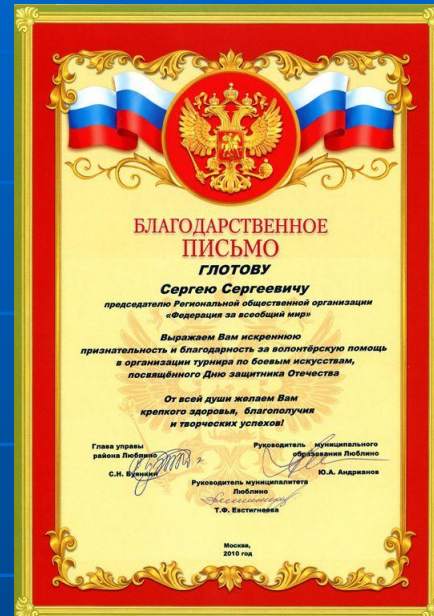 БЛАГОДАРСТВЕННОЕ
ПИСЬМО
ГЛОТОВУ
Сергею Сергеевичу
председателю Региональной общественной организации
«Федерация за всеобщий мир»
Выражаем Вам искреннюю
признательность и благодарность за волонтёрскую помощь
в организации турнира по боевым искусствам,
посвящённого Дню защитника Отечества
От всей души желаем Вам
крепкого здоровья, благополучия
и творческих успехов!
Глава управы
района Люблино
С.Н. Буянкин
Руководитель муниципального
образования Люблино
Ю.А. Андрианов
Руководитель муниципалитета
Люблино
Т.Ф. Евстигнеева
Москва,
2010 год